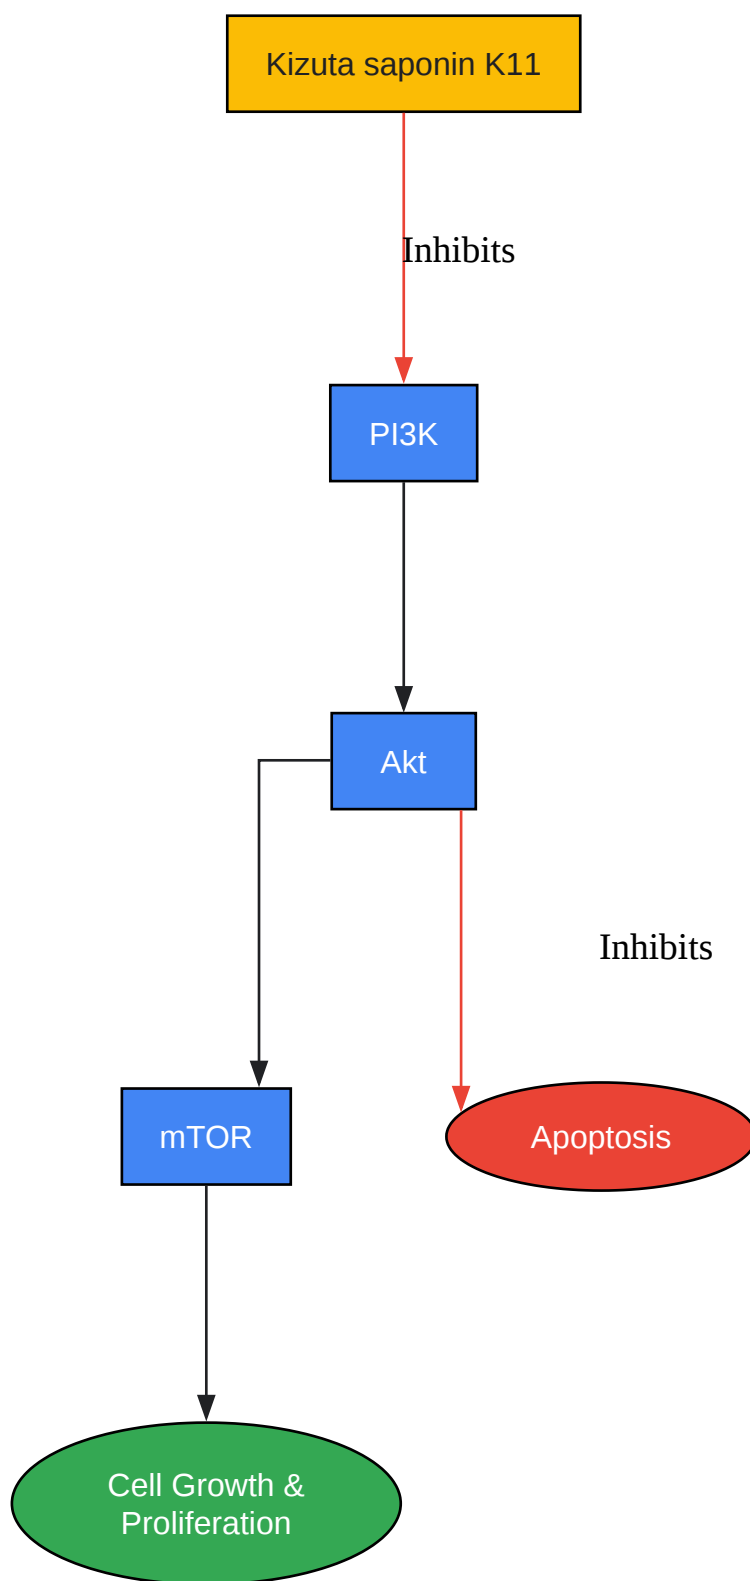 Kizuta saponin K11
Inhibits
PI3K
Akt
Inhibits
mTOR
Apoptosis
Cell Growth &
Proliferation